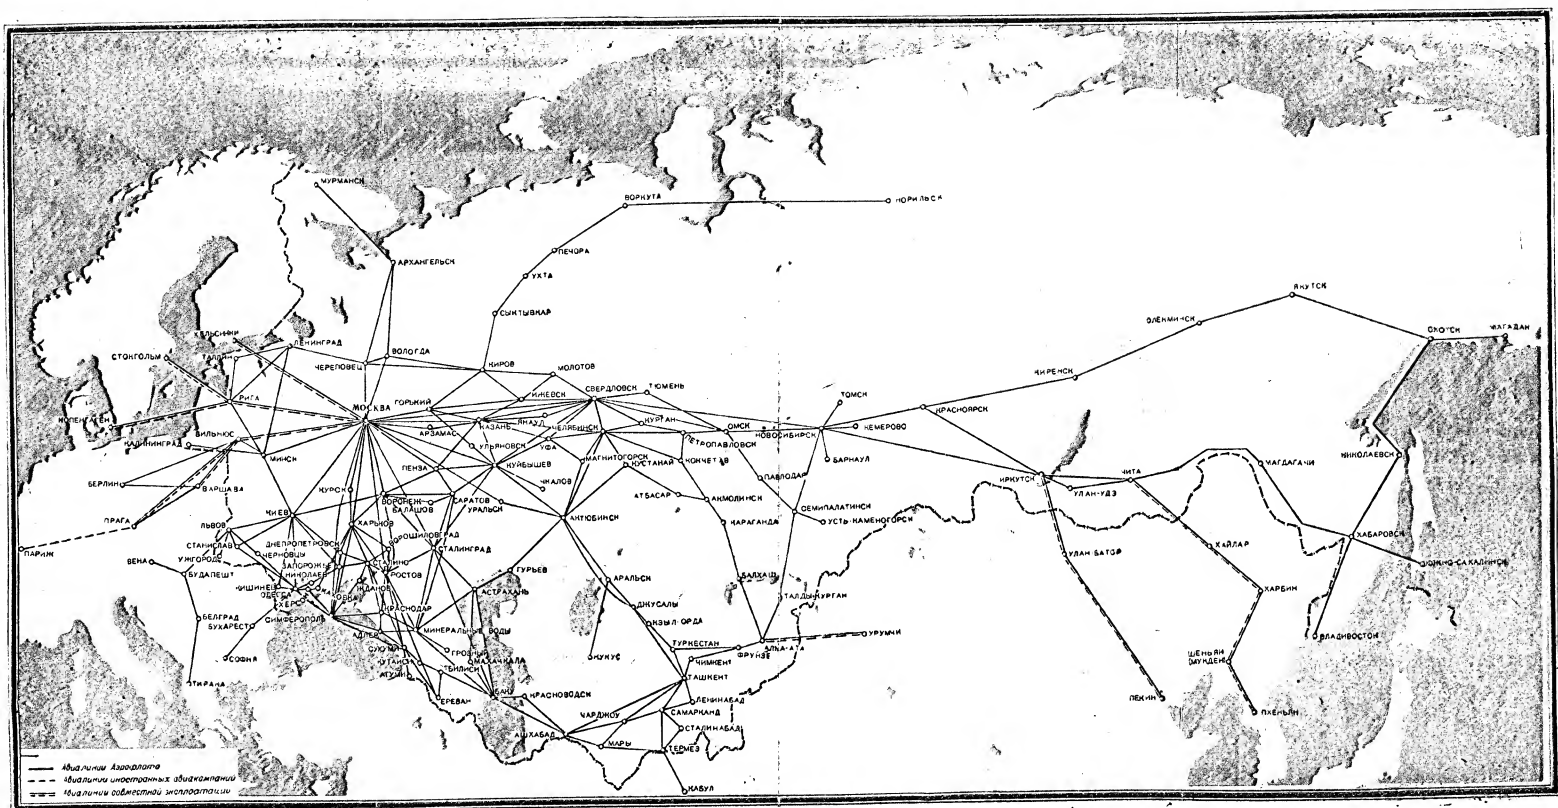 МУРМАНСК
ВОРКУТА
НОРИЛЬСК
АРХАНГЕЛЬСК
ПЕЧОРА
УХТА
СЫКТЫВКАР
ЯКУТСК
ОЛЕКМИНСК
ОХОТСК
МАГАДАН
ХЕЛЬСИНКИ
ЛЕНИНГРАД
СТОКГОЛЬМ
ТАЛЛИН
ВОЛОГДА
ЧЕРЕПОВЕЦ
КИРОВ
МОЛОТОВ
КИРЕНСК
СВЕРДЛОВСК
ТЮМЕНЬ
ИЖЕВСК
РИГА
МОСКВА
ГОРЬКИЙ
ТОМСК
КРАСНОЯРСК
КОПЕНГАГЕН
ЯНАУЛ
КУРГАН
КАЗАНЬ
ЧЕЛЯБИНСК
ОМСК
КЕМЕРОВО
АРЗАМАС
ВИЛЬНЮС
НОВОСИБИРСК
КАЛИНИНГРАД
УЛЬЯНОВСК
УФА
ПЕТРОПАВЛОВСК
МИНСК
ПЕНЗА
КУЙБЫШЕВ
МАГНИТОГОРСК
КУСТАНАЙ
КОКЧЕТАВ
БАРНАУЛ
НИКОЛАЕВСК
МАГДАГАЧИ
ЧИТА
ИРКУТСК
УЛАН-УДЭ
БЕРЛИН
ВАРШАВА
КУРСК
ЧКАЛОВ
ПАВЛОДАР
ВОРОНЕЖ
САРАТОВ
БАЛАШОВ
УРАЛЬСК
АТБАСАР
АКМОЛИНСК
СЕМИПАЛАТИНСК
КИЕВ
ПРАГА
ЛЬВОВ
ХАРЬКОВ
АКТЮБИНСК
КАРАГАНДА
УСТЬ-КАМЕНОГОРСК
ВОРОШИЛОВГРАД
ХАБАРОВСК
ПАРИЖ
СТАНИСЛАВ
ДНЕПРОПЕТРОВСК
СТАЛИНГРАД
ХАЙЛАР
УЛАН-БАТОР
ВЕНА
УЖГОРОД
ЧЕРНОВЦЫ
ЗАПОРОЖЬЕ
СТАЛИНО
ЮЖНО-САХАЛИНСК
БУДАПЕШТ
НИКОЛАЕВ
РОСТОВ
ГУРЬЕВ
АРАЛЬСК
БАЛХАШ
КИШИНЕВ
ЖДАНОВ
АСТРАХАНЬ
ХАРБИН
ОДЕССА
ХЕРСОН
ТАЛДЫ-КУРГАН
КРАСНОДАР
ДЖУСАЛЫ
БЕЛГРАД
СИМФЕРОПОЛЬ
КЗЫЛ-ОРДА
БУХАРЕСТ
МИНЕРАЛЬНЫЕ ВОДЫ
УРУМЧИ
АДЛЕР
ВЛАДИВОСТОК
ТУРКЕСТАН
АЛМА-АТА
СУХУМИ
ГРОЗНЫЙ
ФРУНЗЕ
СОФИЯ
НУКУС
ЧИМКЕНТ
ШЕНЬЯН
(МУКДЕН)
КУТАИСИ
МАХАЧКАЛА
ТБИЛИСИ
БАТУМИ
ТИРАНА
ТАШКЕНТ
БАКУ
КРАСНОВОДСК
ЕРЕВАН
ЛЕНИНАБАД
ПЕКИН
САМАРКАНД
ПХЕНЬЯН
ЧАРДЖОУ
СТАЛИНАБАД
АШХАБАД
МАРЫ
ТЕРМЕЗ
КАБУЛ
Авиалинии Аэрофлота
Авиалинии иностранных авиакомпаний
Авиалинии совместной эксплоатации